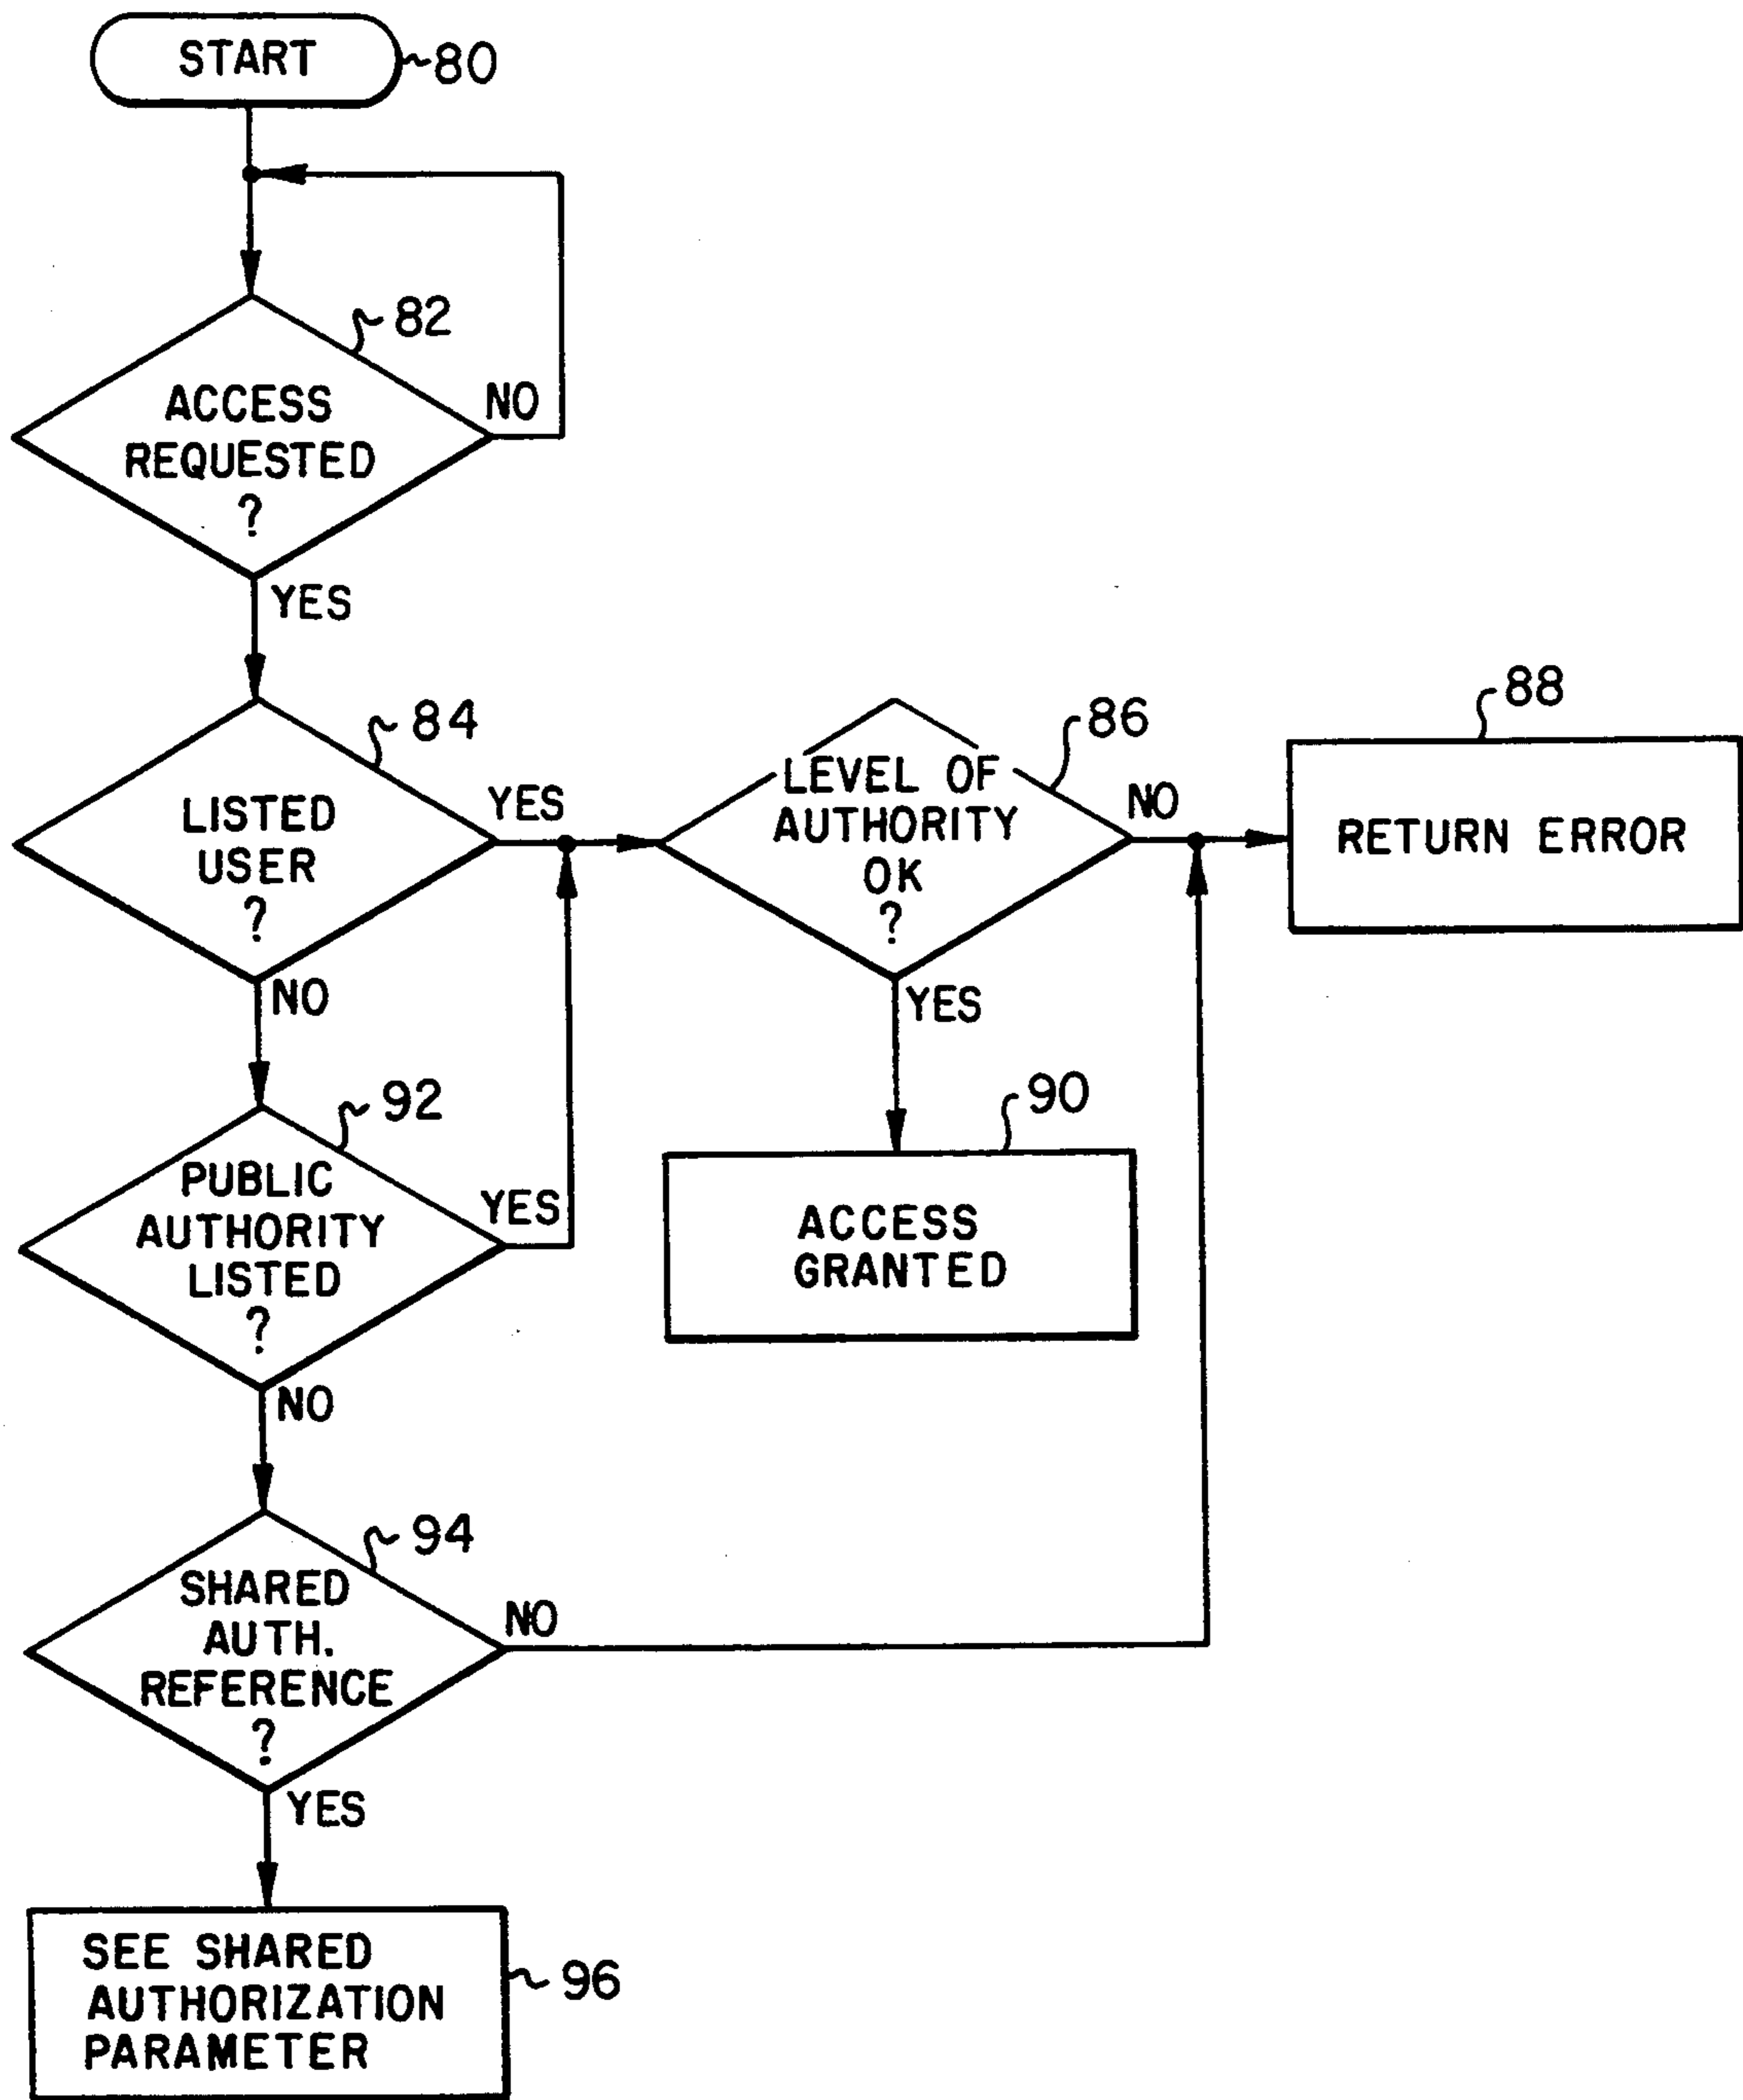 START
80
82
ACCESS
REQUESTED
?
NO
YES
84
LISTED
USER
?
YES
NO
86
LEVEL OF
AUTHORITY
OK
?
NO
YES
88
RETURN ERROR
90
ACCESS
GRANTED
92
PUBLIC
AUTHORITY
LISTED
?
YES
NO
94
SHARED
AUTH.
REFERENCE
?
NO
YES
SEE SHARED
AUTHORIZATION
PARAMETER
96